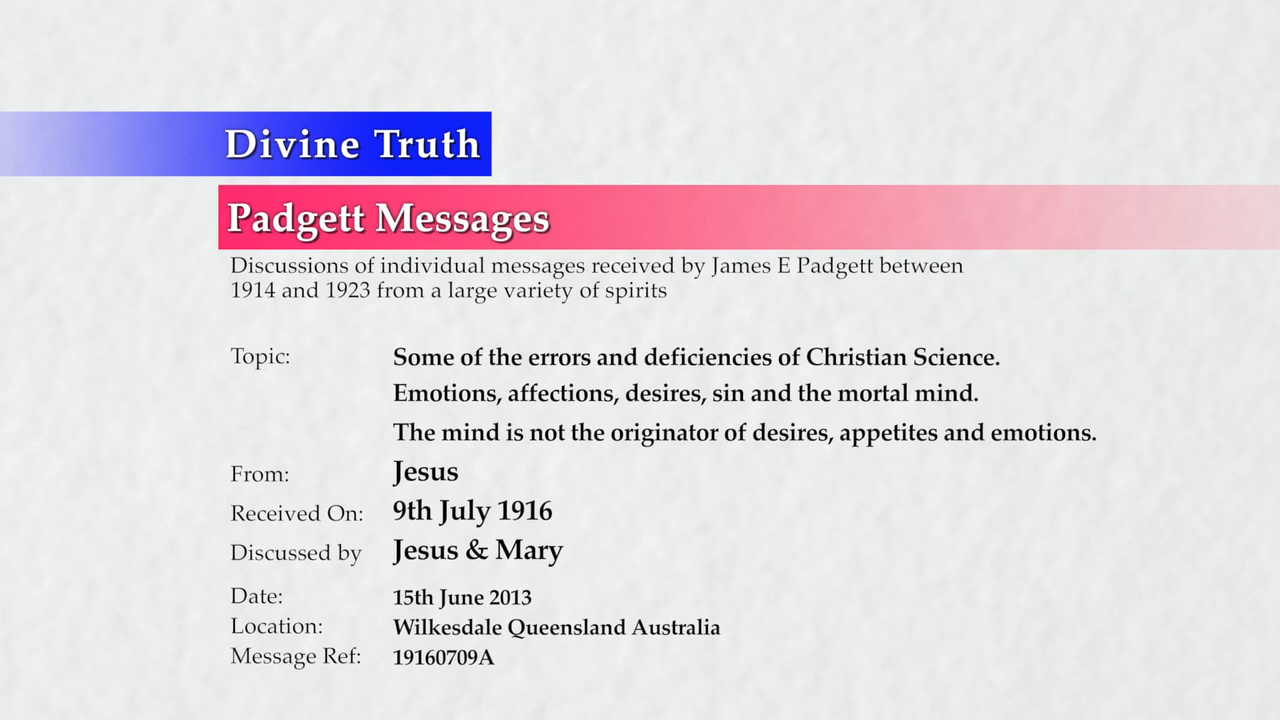 Divine Truth
Padgett Messages
Discussions of individual messages received by James E Padgett between
1914 and 1923 from a large variety of spirits
Topic: Some of the errors and deficiencies of Christian Science.
Emotions, affections, desires, sin and the mortal mind.
The mind is not the originator of desires, appetites and emotions.
From: Jesus
Received On: 9th July 1916
Discussed by Jesus & Mary
Date: 15th June 2013
Location: Wilkesdale Queensland Australia
Message Ref: 19160709A